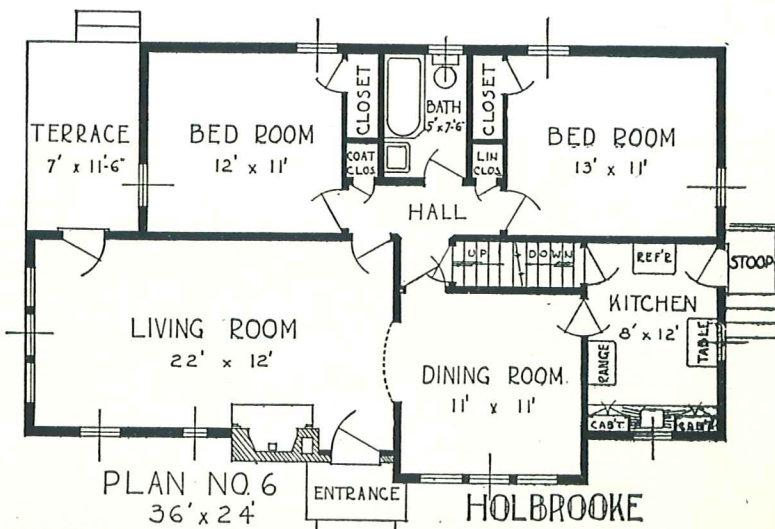 TERRACE
7' x 11'-6"
BED ROOM
12' x 11'
CLOSET
COAT
CLOS.
BATH
5' x 7'-6"
CLOSET
LIN
CLOS.
BED ROOM
13' x 11'
HALL
UP
DOWN
REF'R
STOOP
KITCHEN
8' x 12'
TABLE
RANGE
CAB'T
CAB'T
LIVING ROOM
22' x 12'
DINING ROOM
11' x 11'
ENTRANCE
PLAN NO. 6
36' x 24'
HOLBROOKE